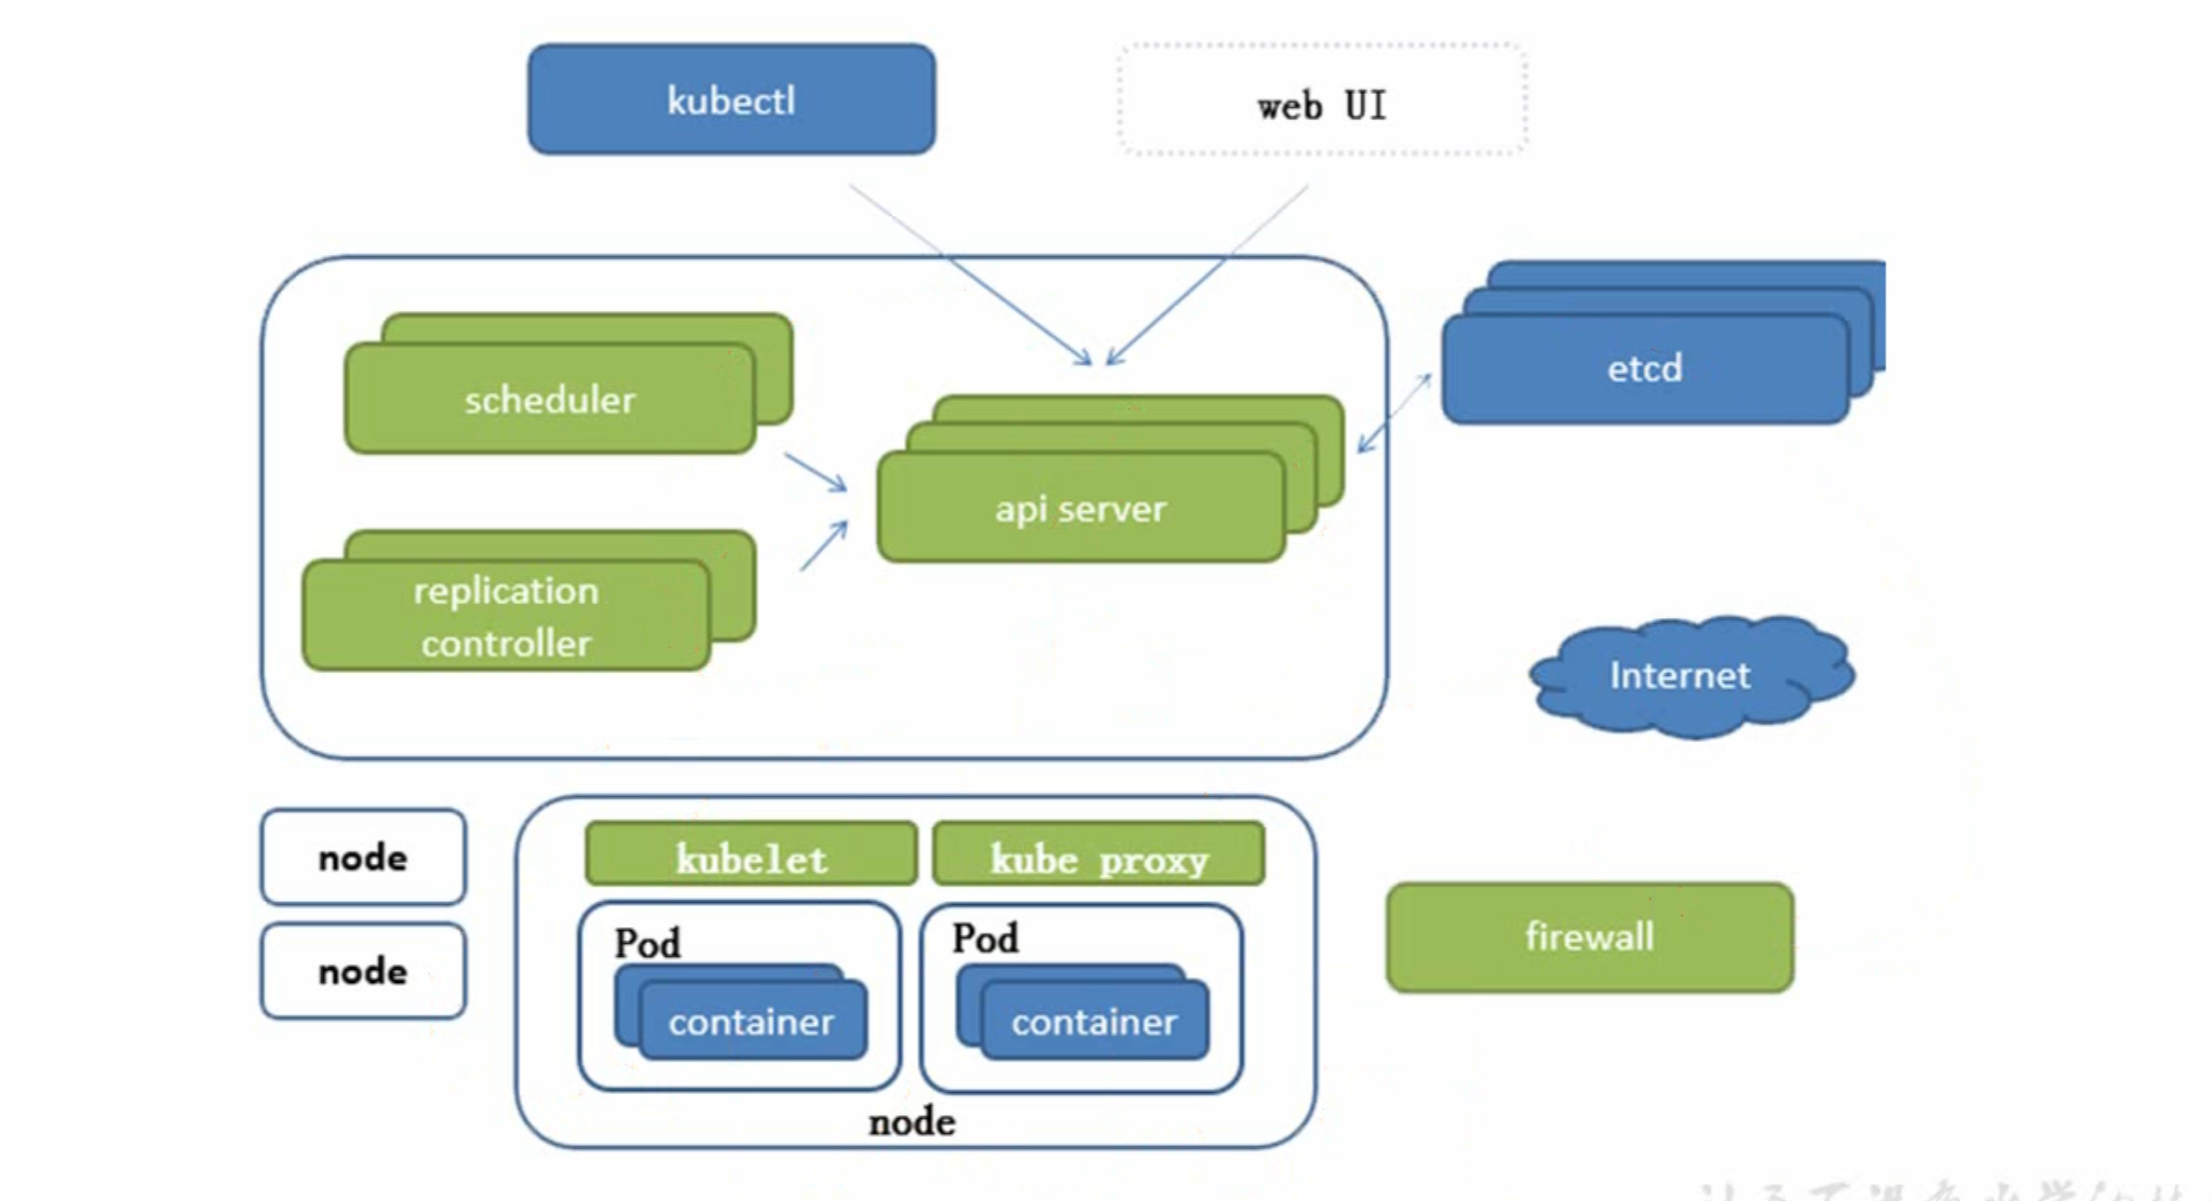 kubectl
web UI
scheduler
etcd
api server
replication
controller
Internet
node
kubelet
kube proxy
firewall
Pod
Pod
node
container
container
node